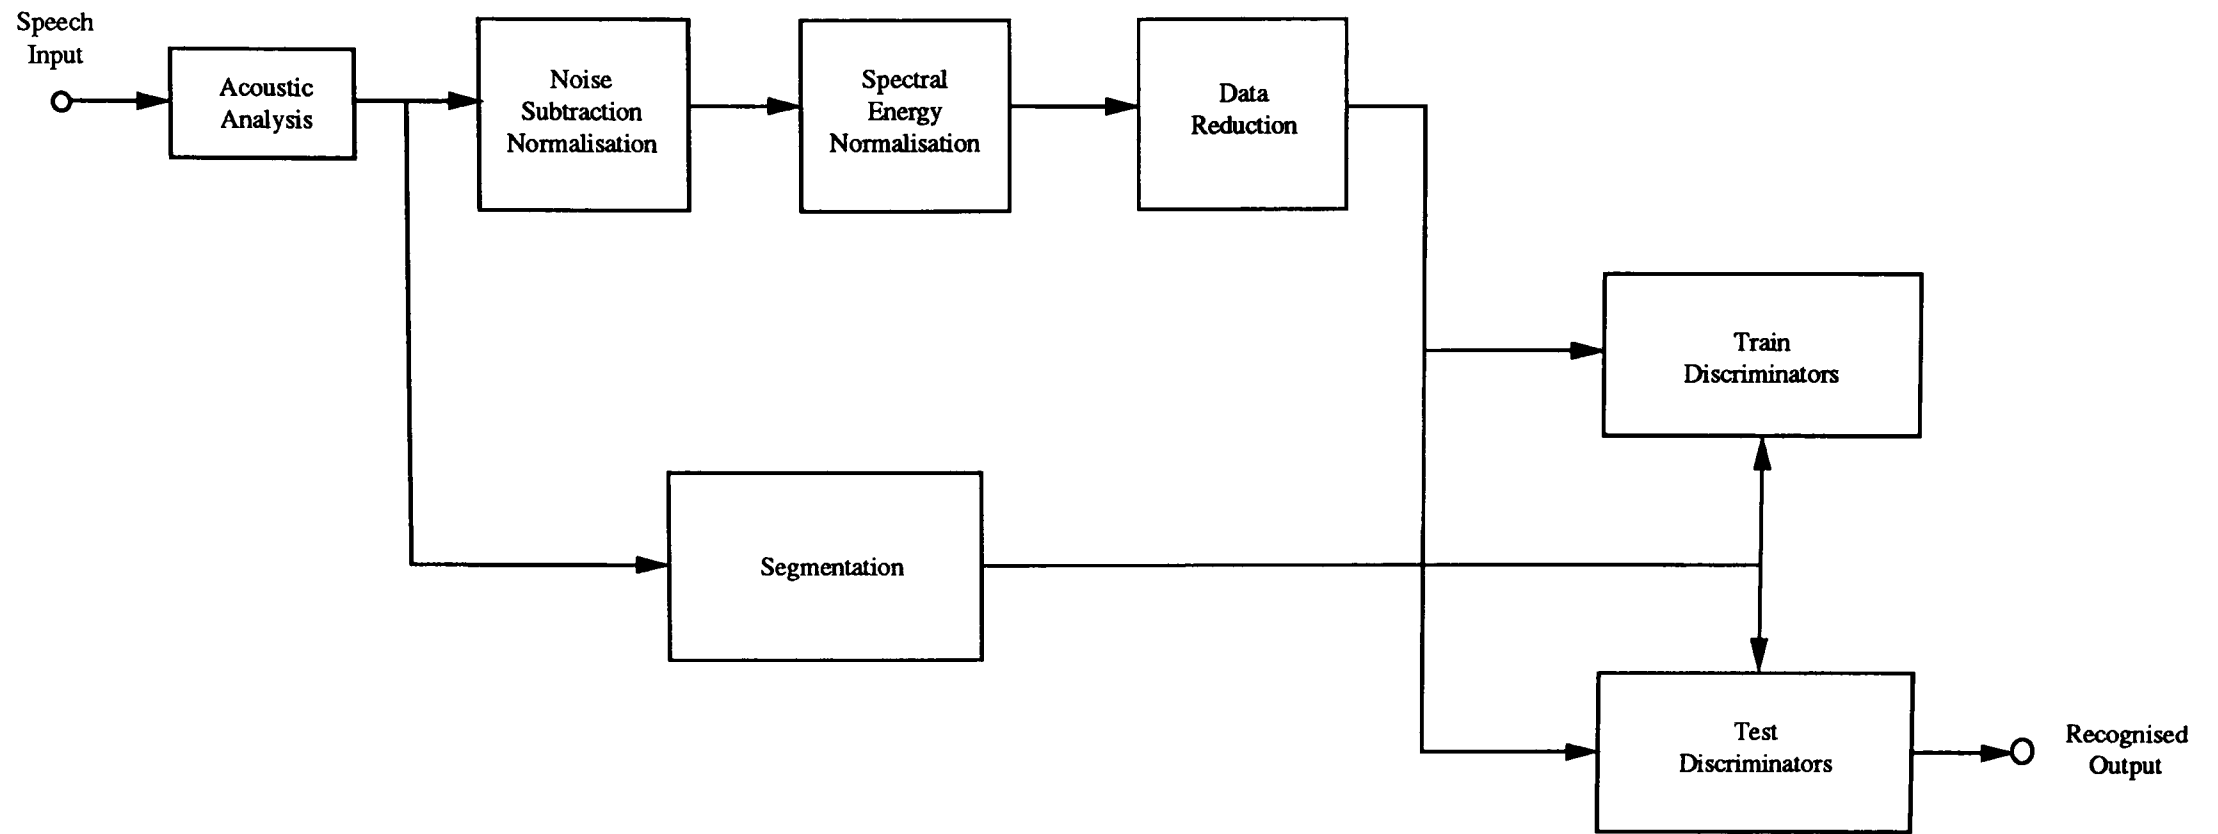 Speech
Input
Acoustic
Analysis
Noise
Subtraction
Normalisation
Spectral
Energy
Normalisation
Data
Reduction
Train
Discriminators
Segmentation
Test
Discriminators
Recognised
Output